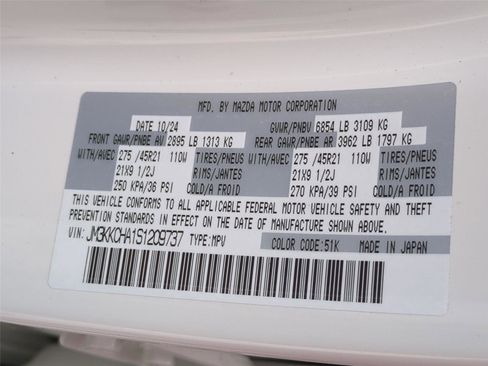 MFD. BY MAZDA MOTOR CORPORATION
DATE 10/24 GVWR/PNBV 6854 LB 3109 KG
FRONT GAWR/PNBE AV 2895 LB 1313 KG REAR GAWR/PNBE AR 3962 LB 1797 KG
WITH/AVEC 275 /45R21 110W TIRES/PNEUS WITH/AVEC 275 /45R21 110W TIRES/PNEUS
21X9 1/2J RIMS/JANTES 21X9 1/2J RIMS/JANTES
250 KPA/36 PSI COLD/A FROID 270 KPA/39 PSI COLD/A FROID
THIS VEHICLE CONFORMS TO ALL APPLICABLE FEDERAL MOTOR VEHICLE SAFETY AND THEFT
PREVENTION STANDARDS IN EFFECT ON THE DATE OF MANUFACTURE SHOWN ABOVE.
VIN: JM3KKCHA1S1209737 TYPE: MPV COLOR CODE: 51K MADE IN JAPAN